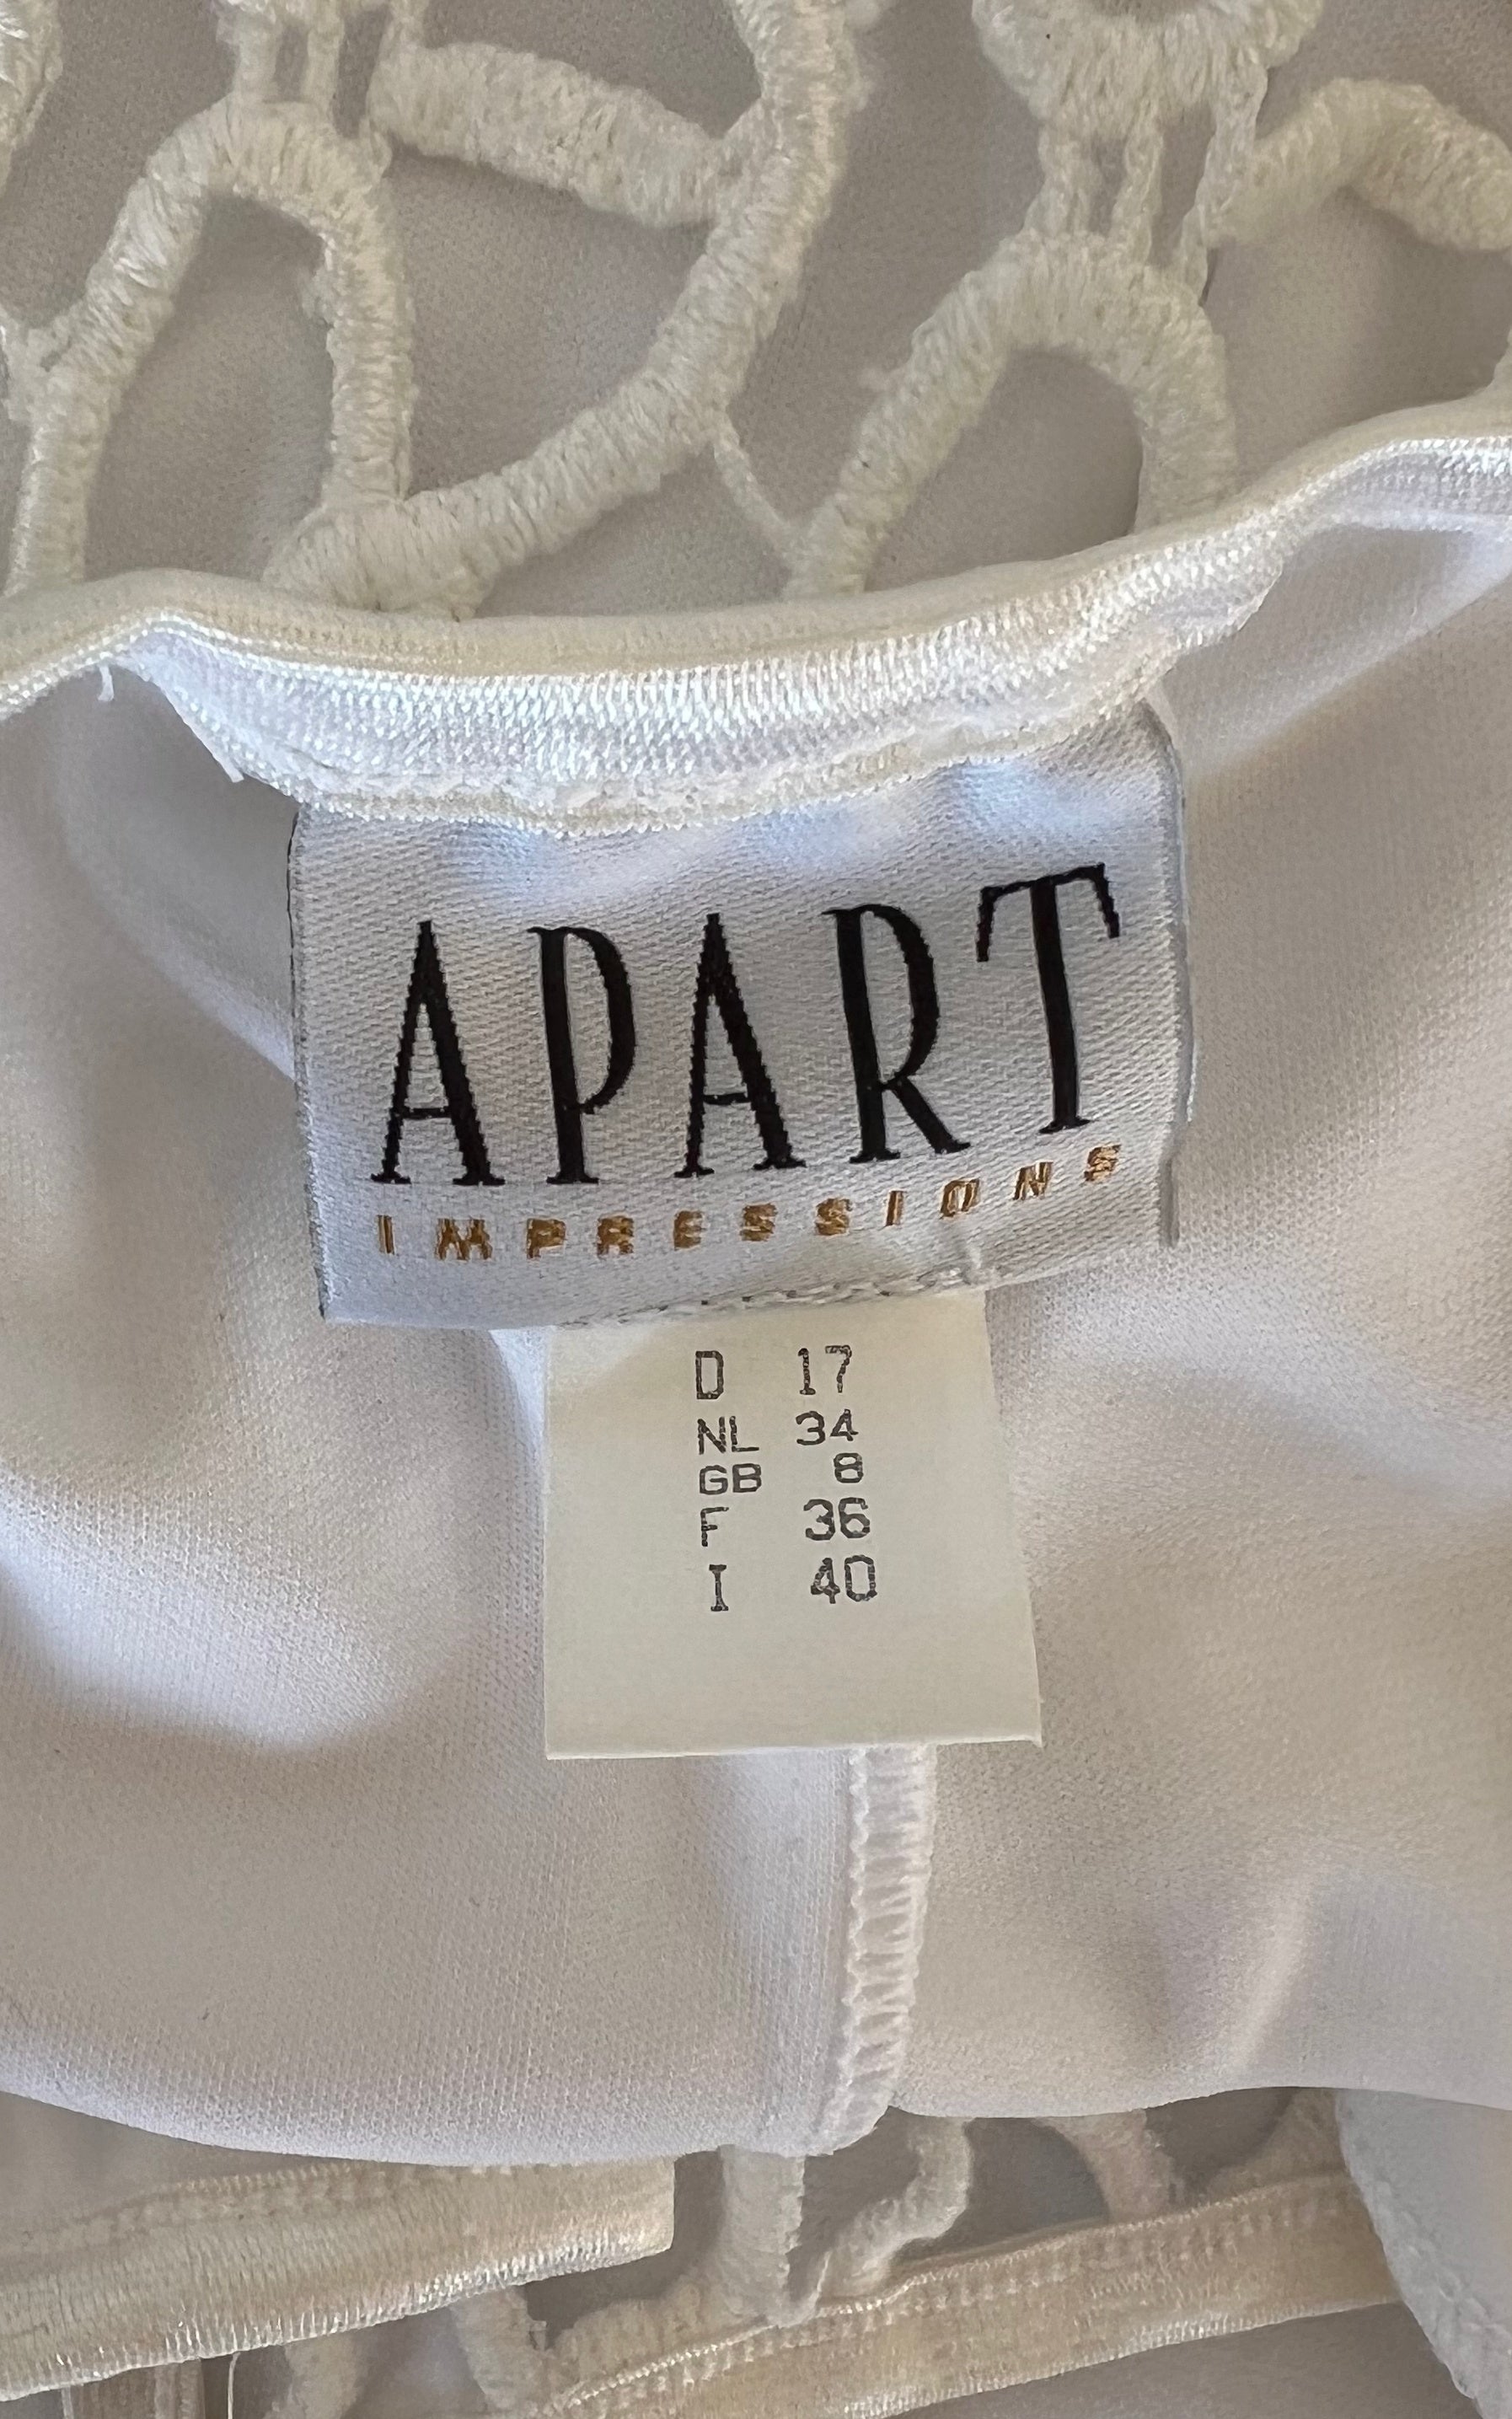 APART
IMPRESSIONS
D 17
NL 34
GB 8
F 36
I 40